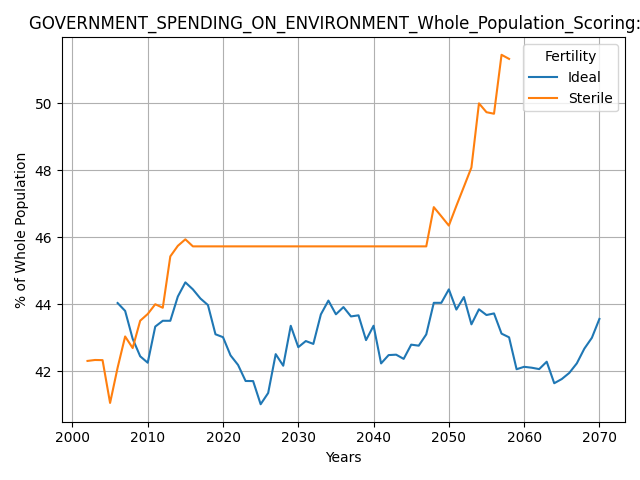 GOVERNMENT_SPENDING_ON_ENVIRONMENT_Whole_Population_Scoring:
Fertility
Ideal
Sterile
% of Whole Population
50
48
46
44
42
2000 2010 2020 2030 2040 2050 2060 2070
Years